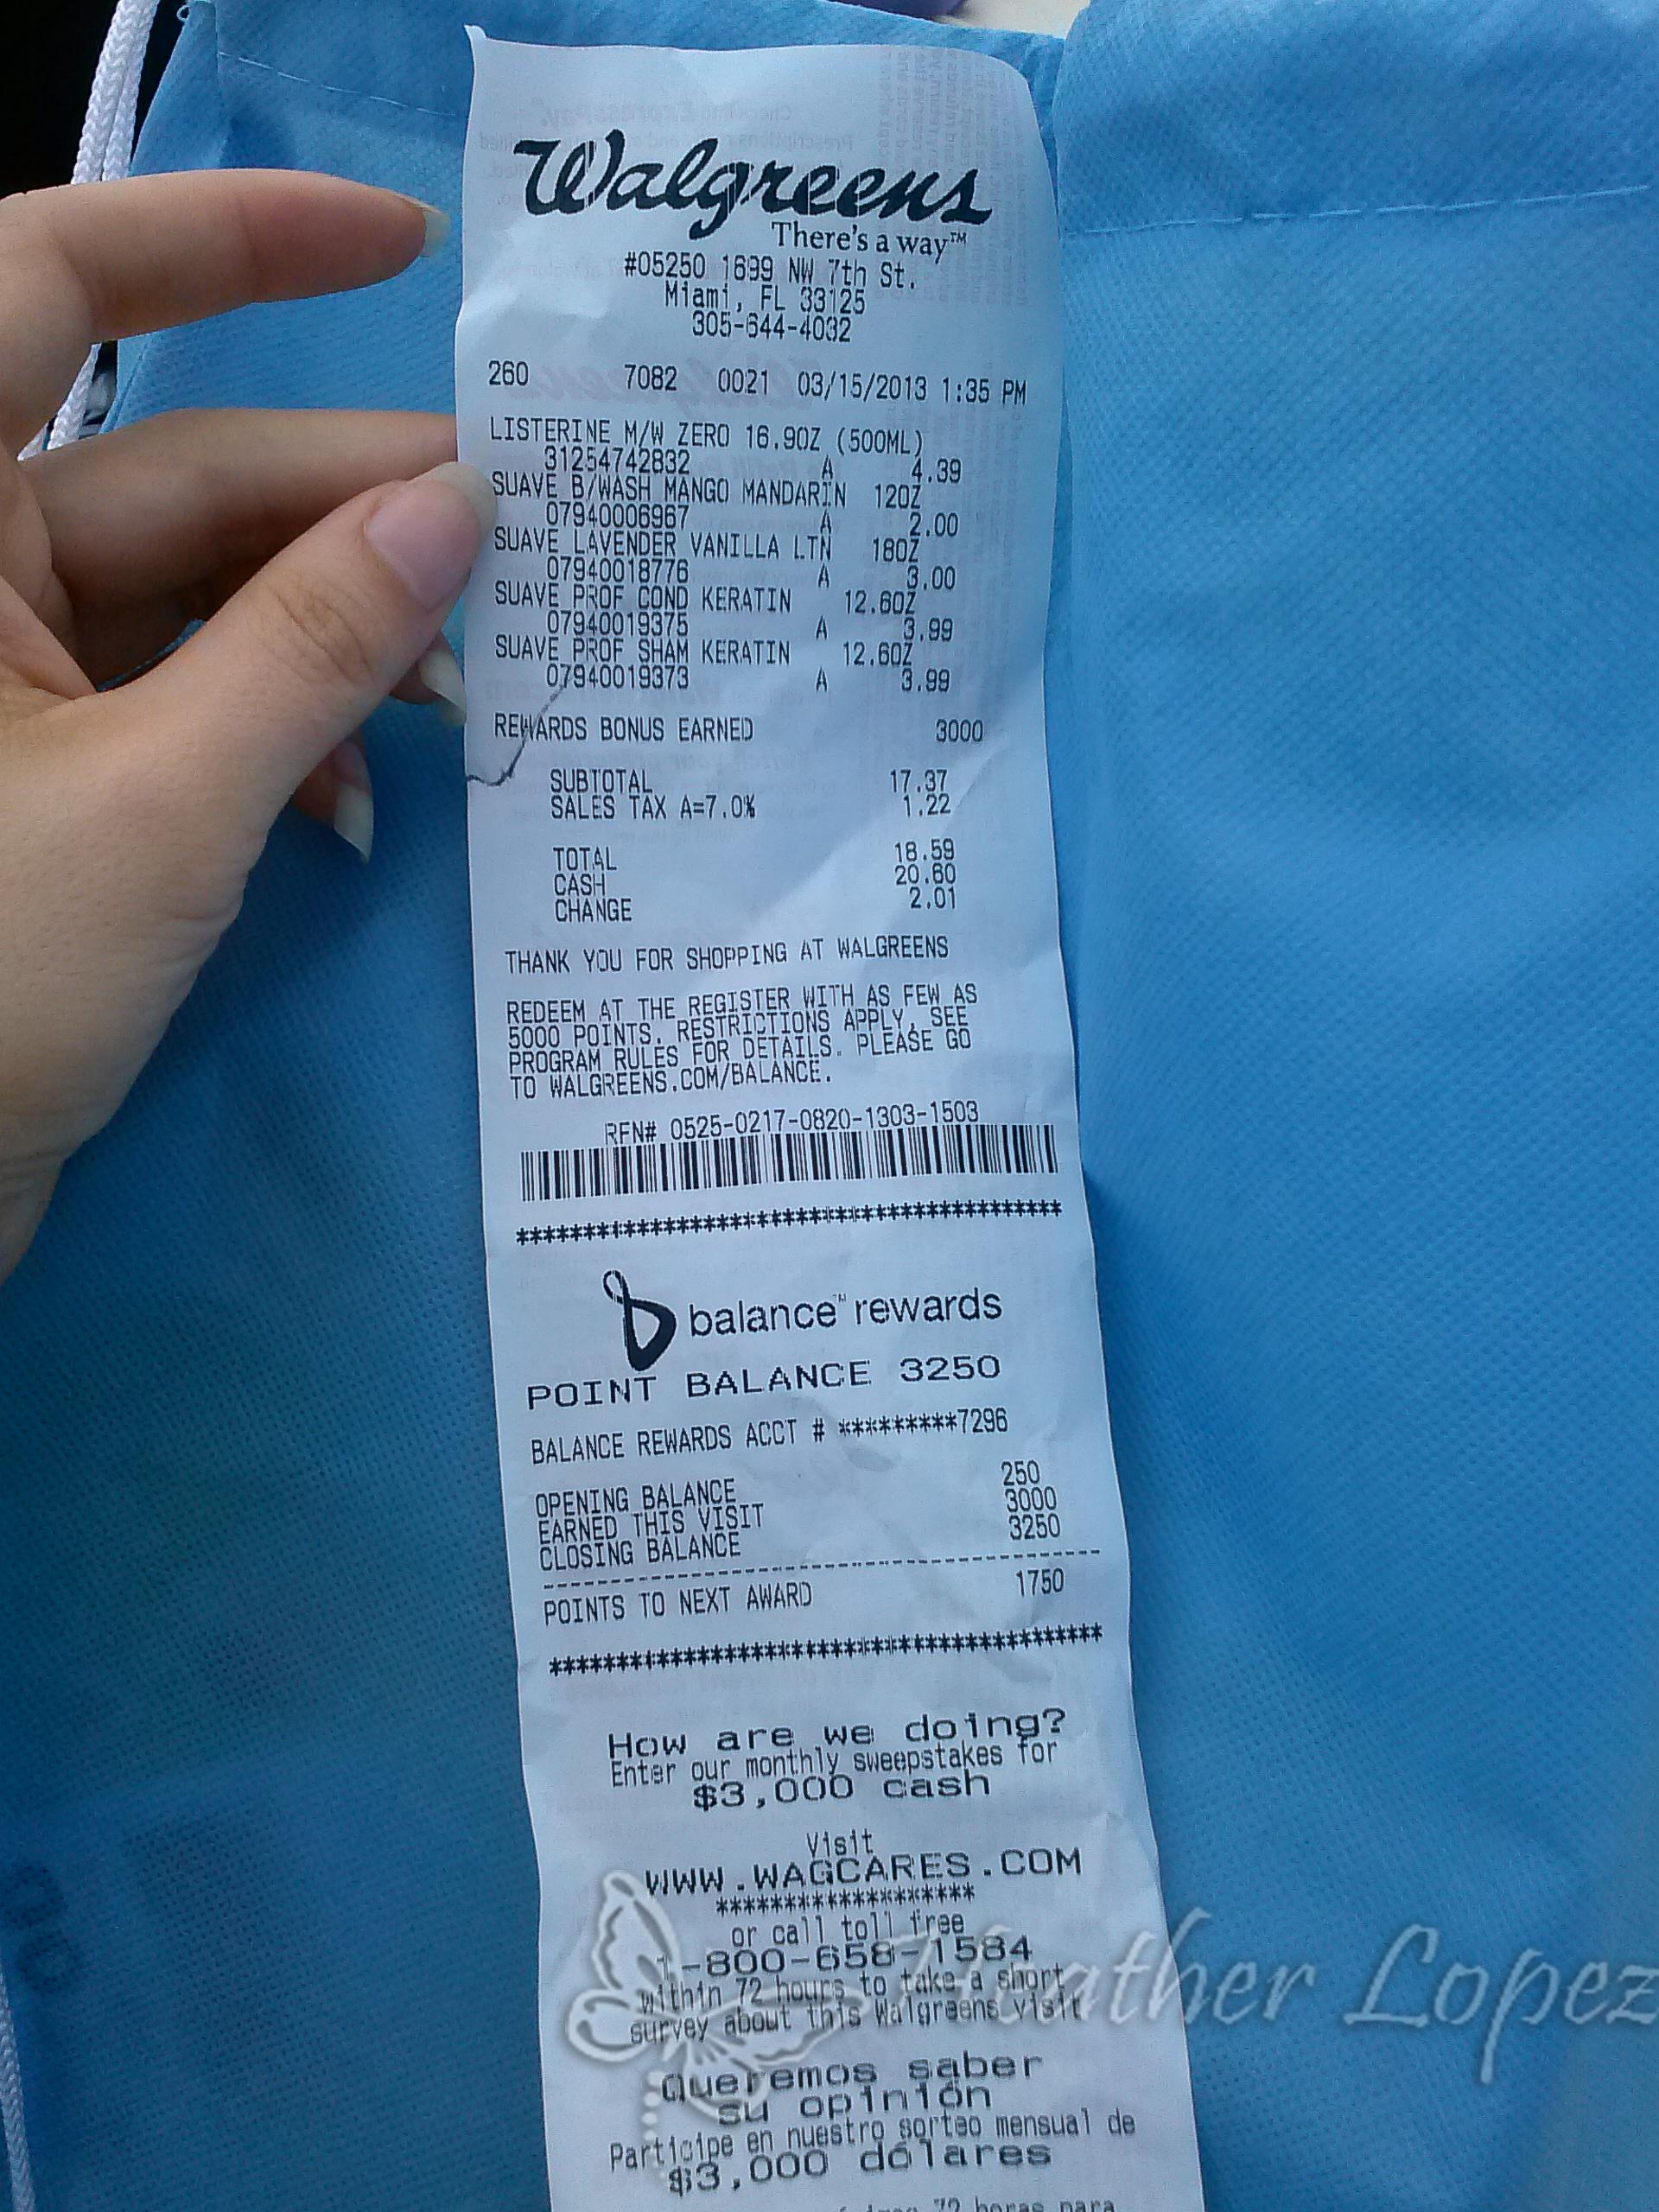 Walgreens
There's a way™
#05250 1699 NW 7th St.
Miami, FL 33125
305-644-4032
260 7082 0021 03/15/2013 1:35 PM
LISTERINE M/W ZERO 16.9OZ (500ML)
31254742832 A 4.39
SUAVE B/WASH MANGO MANDARIN 12OZ
07940006967 A 2.00
SUAVE LAVENDER VANILLA LTN 18OZ
07940018776 A 3.00
SUAVE PROF COND KERATIN 12.6OZ
07940019375 A 3.99
SUAVE PROF SHAM KERATIN 12.6OZ
07940019373 A 3.99
REWARDS BONUS EARNED 3000
SUBTOTAL 17.37
SALES TAX A=7.0% 1.22
TOTAL 18.59
CASH 20.60
CHANGE 2.01
THANK YOU FOR SHOPPING AT WALGREENS
REDEEM AT THE REGISTER WITH AS FEW AS
5000 POINTS. RESTRICTIONS APPLY. SEE
PROGRAM RULES FOR DETAILS. PLEASE GO
TO WALGREENS.COM/BALANCE.
RFN# 0525-0217-0820-1303-1503
*****************************************
balance™ rewards
POINT BALANCE 3250
BALANCE REWARDS ACCT # *********7296
OPENING BALANCE 250
EARNED THIS VISIT 3000
CLOSING BALANCE 3250
------------------------------------------
POINTS TO NEXT AWARD 1750
*****************************************
How are we doing?
Enter our monthly sweepstakes for
$3,000 cash
Visit
WWW.WAGCARES.COM
*******************
or call toll free
1-800-658-1584
within 72 hours to take a short
survey about this Walgreens visit
Heather Lopez
Queremos saber
su opinión
Participe en nuestro sorteo mensual de
$3,000 dólares
72 horas para